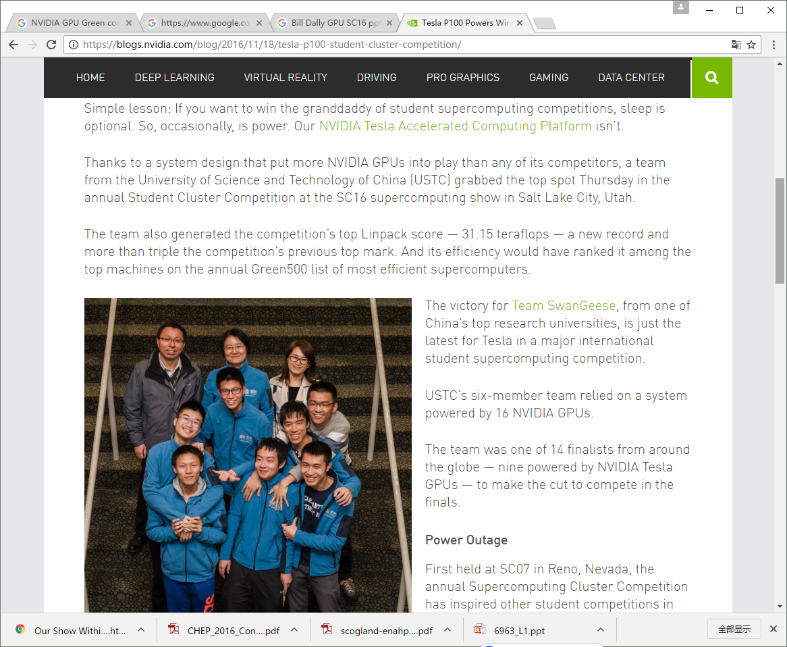 NVIDIA GPU Green co
https://www.google.co
Bill Dally GPU SC16 pp
Tesla P100 Powers Win
https://blogs.nvidia.com/blog/2016/11/18/tesla-p100-student-cluster-competition/
HOME DEEP LEARNING VIRTUAL REALITY DRIVING PRO GRAPHICS GAMING DATA CENTER
Simple lesson: If you want to win the granddaddy of student supercomputing competitions, sleep is
optional. So, occasionally, is power. Our NVIDIA Tesla Accelerated Computing Platform isn't.
Thanks to a system design that put more NVIDIA GPUs into play than any of its competitors, a team
from the University of Science and Technology of China (USTC) grabbed the top spot Thursday in the
annual Student Cluster Competition at the SC16 supercomputing show in Salt Lake City, Utah.
The team also generated the competition's top Linpack score — 31.15 teraflops — a new record and
more than triple the competition's previous top mark. And its efficiency would have ranked it among the
top machines on the annual Green500 list of most efficient supercomputers.
The victory for Team SwanGeese, from one of
China's top research universities, is just the
latest for Tesla in a major international
student supercomputing competition.
USTC's six-member team relied on a system
powered by 16 NVIDIA GPUs.
The team was one of 14 finalists from around
the globe — nine powered by NVIDIA Tesla
GPUs — to make the cut to compete in the
finals.
Power Outage
First held at SC07 in Reno, Nevada, the
annual Supercomputing Cluster Competition
has inspired other student competitions in
Our Show Withi....ht...
CHEP_2016_Con....pdf
scogland-enahp....pdf
6963_L1.ppt
全部显示